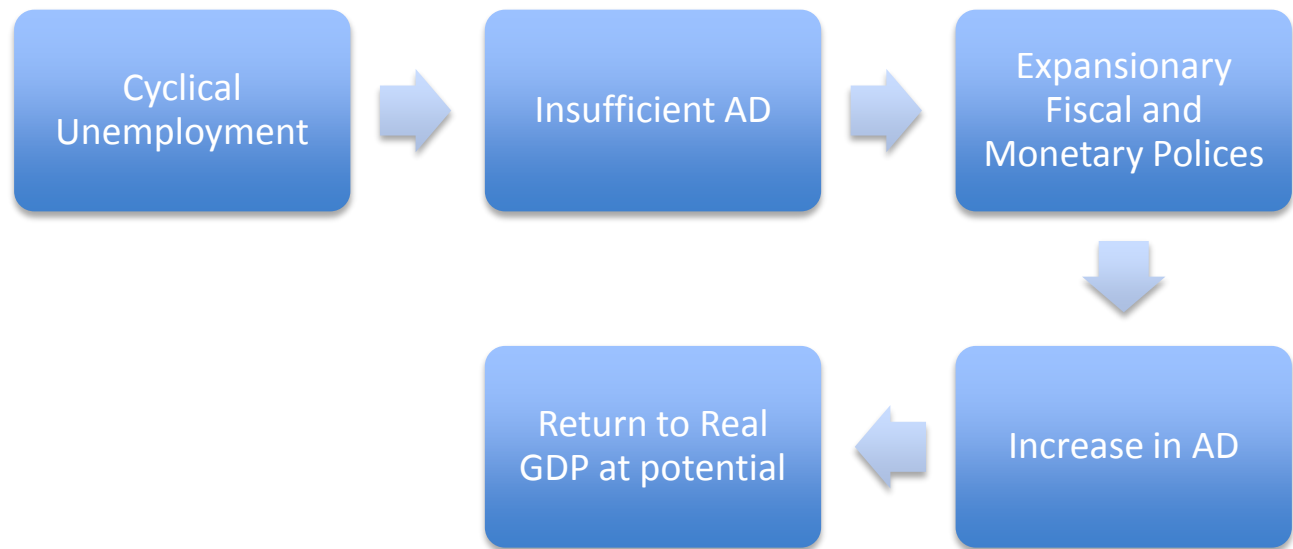 Cyclical
Unemployment
Insufficient AD
Expansionary
Fiscal and
Monetary Polices
Increase in AD
Return to Real
GDP at potential